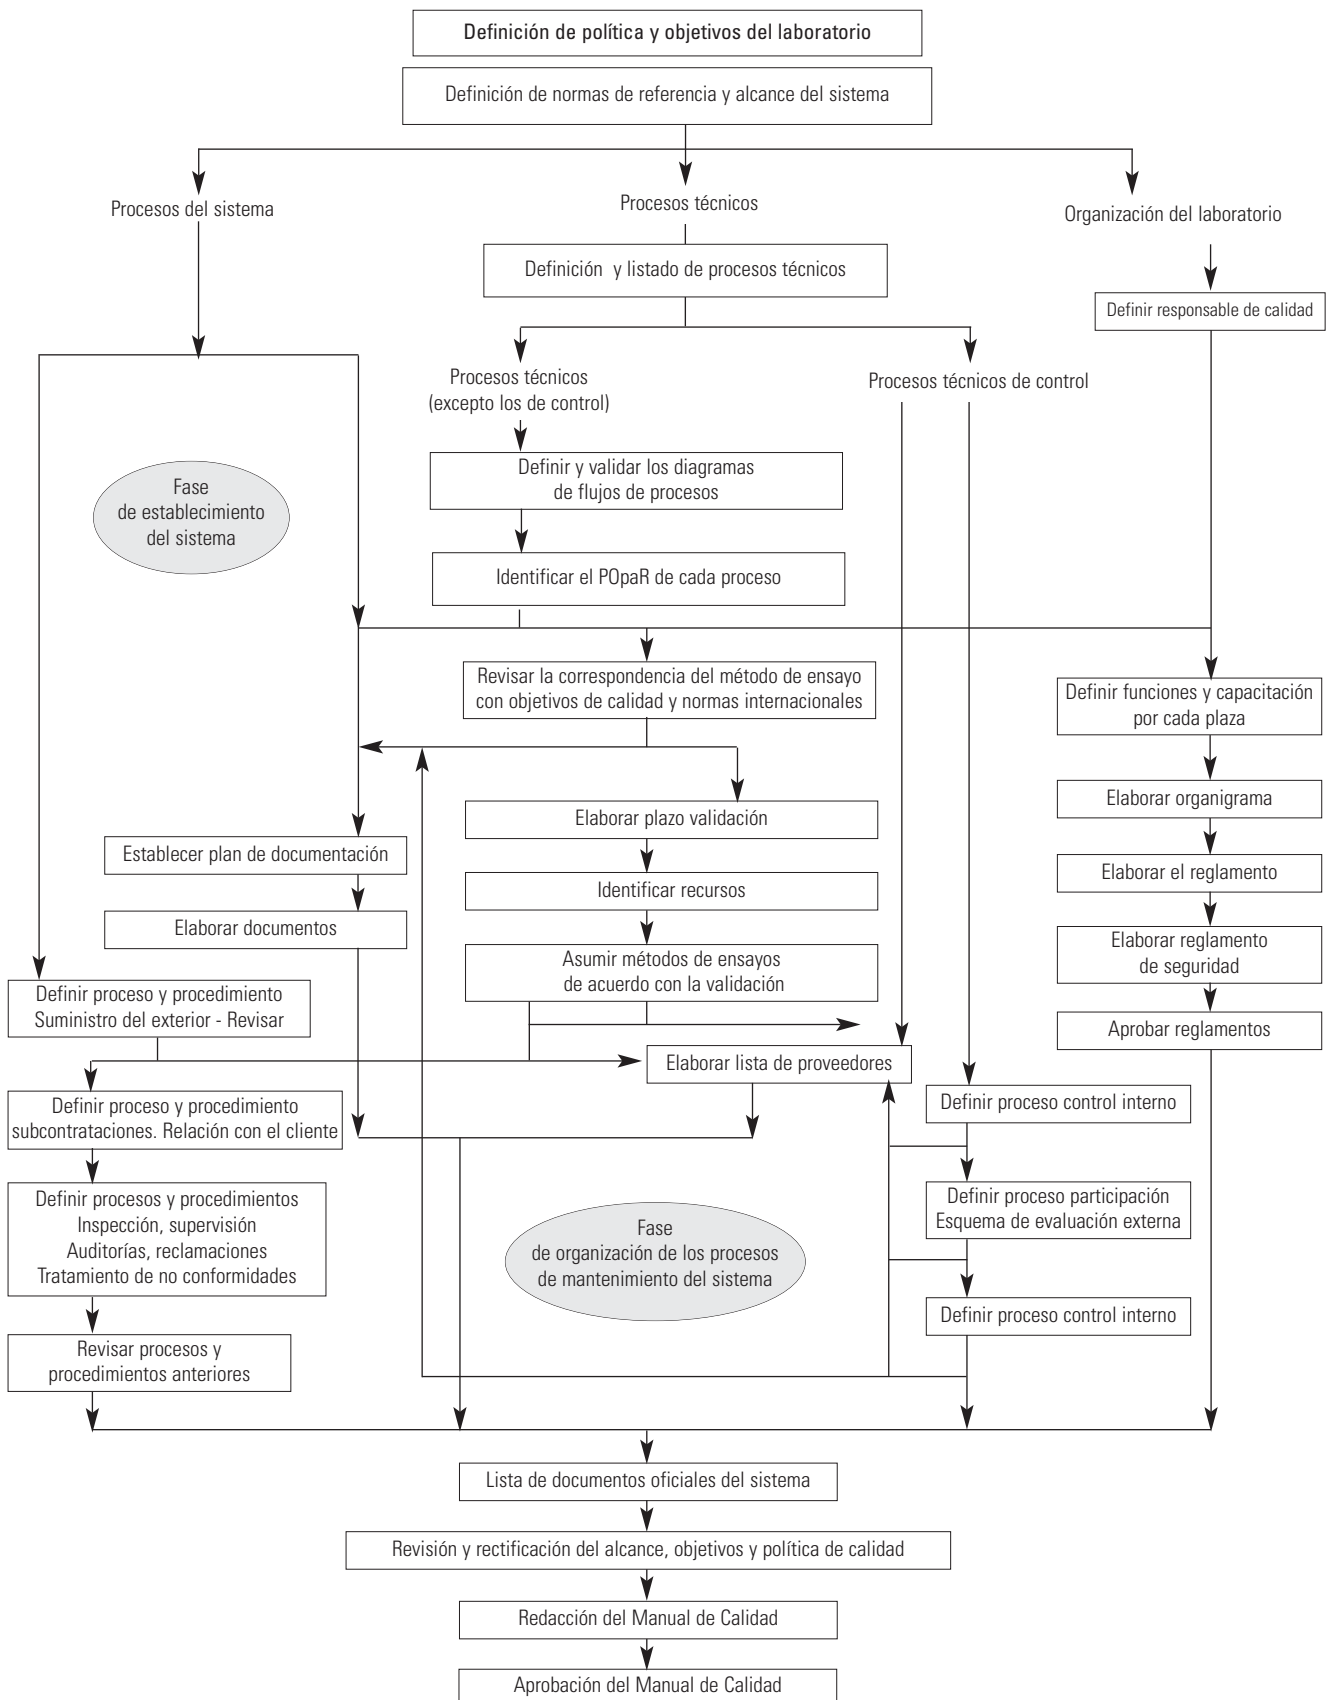 Definición de política y objetivos del laboratorio
Definición de normas de referencia y alcance del sistema
Procesos del sistema
Procesos técnicos
Organización del laboratorio
Definición y listado de procesos técnicos
Definir responsable de calidad
Procesos técnicos
(excepto los de control)
Procesos técnicos de control
Definir y validar los diagramas
de flujos de procesos
Fase
de establecimiento
del sistema
Identificar el POpaR de cada proceso
Revisar la correspondencia del método de ensayo
con objetivos de calidad y normas internacionales
Definir funciones y capacitación
por cada plaza
Elaborar plazo validación
Elaborar organigrama
Establecer plan de documentación
Identificar recursos
Elaborar el reglamento
Elaborar documentos
Asumir métodos de ensayos
de acuerdo con la validación
Elaborar reglamento
de seguridad
Definir proceso y procedimiento
Suministro del exterior - Revisar
Aprobar reglamentos
Elaborar lista de proveedores
Definir proceso y procedimiento
subcontrataciones. Relación con el cliente
Definir proceso control interno
Definir procesos y procedimientos
Inspección, supervisión
Auditorías, reclamaciones
Tratamiento de no conformidades
Definir proceso participación
Esquema de evaluación externa
Fase
de organización de los procesos
de mantenimiento del sistema
Definir proceso control interno
Revisar procesos y
procedimientos anteriores
Lista de documentos oficiales del sistema
Revisión y rectificación del alcance, objetivos y política de calidad
Redacción del Manual de Calidad
Aprobación del Manual de Calidad